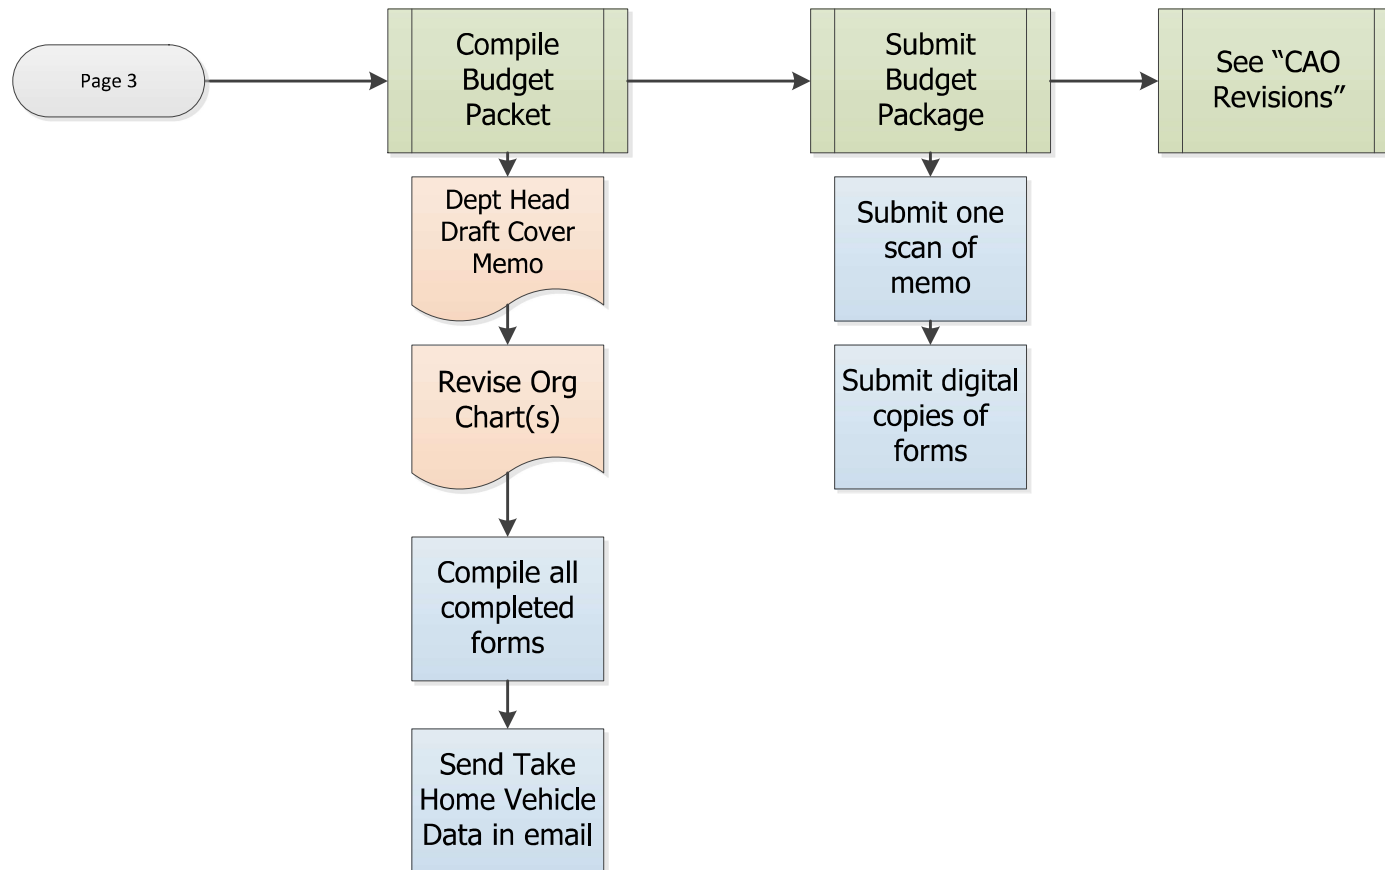 Page 3
Compile
Budget
Packet
Submit
Budget
Package
See “CAO
Revisions”
Dept Head
Draft Cover
Memo
Revise Org
Chart(s)
Compile all
completed
forms
Send Take
Home Vehicle
Data in email
Submit one
scan of
memo
Submit digital
copies of
forms